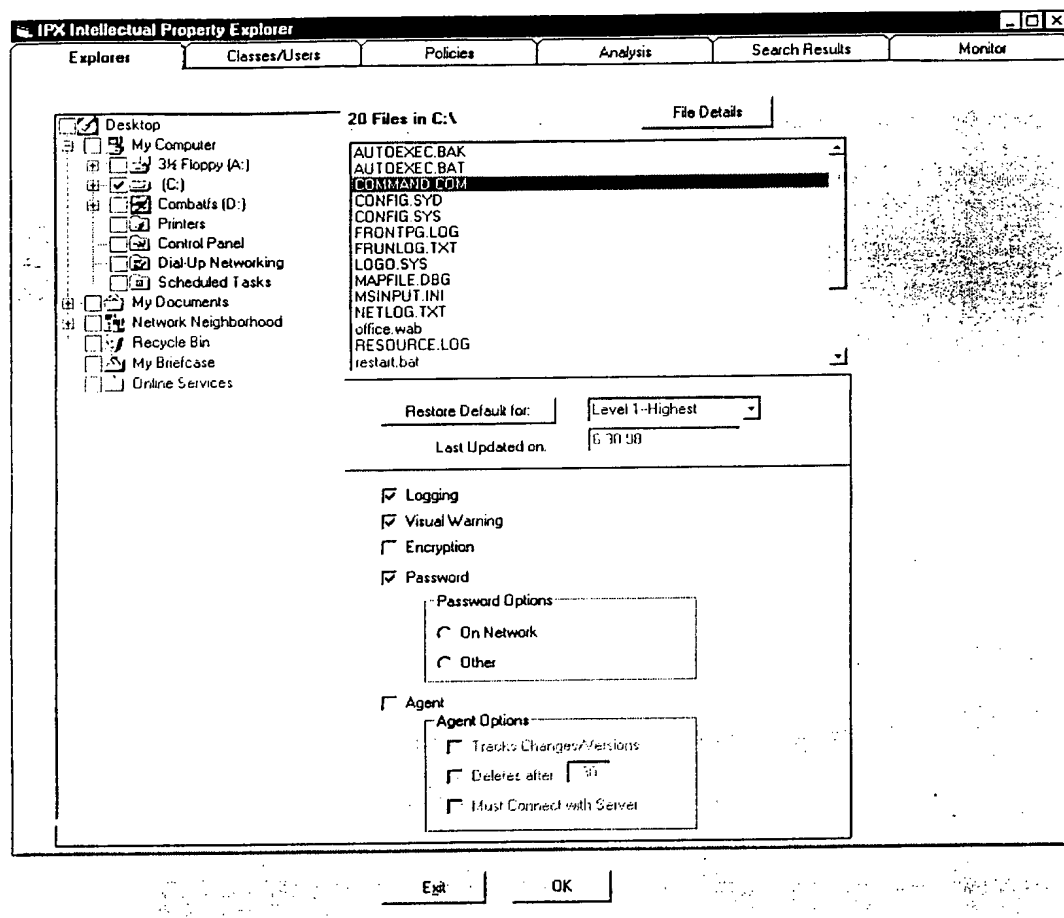 IPX Intellectual Property Explorer
Explorer Classes/Users Policies Analysis Search Results Monitor
Desktop
My Computer
3½ Floppy (A:)
(C:)
Combatfs (D:)
Printers
Control Panel
Dial-Up Networking
Scheduled Tasks
My Documents
Network Neighborhood
Recycle Bin
My Briefcase
Online Services
20 Files in C:\
File Details
AUTOEXEC.BAK
AUTOEXEC.BAT
COMMAND.COM
CONFIG.SYD
CONFIG.SYS
FRONTPG.LOG
FRUNLOG.TXT
LOGO.SYS
MAPFILE.DBG
MSINPUT.INI
NETLOG.TXT
office.wab
RESOURCE.LOG
restart.bat
Restore Default for: Level 1--Highest
Last Updated on. 6 30 98
Logging
Visual Warning
Encryption
Password
Password Options
On Network
Other
Agent
Agent Options
Tracks Changes/Versions
Deletes after 30
Must Connect with Server
Exit OK